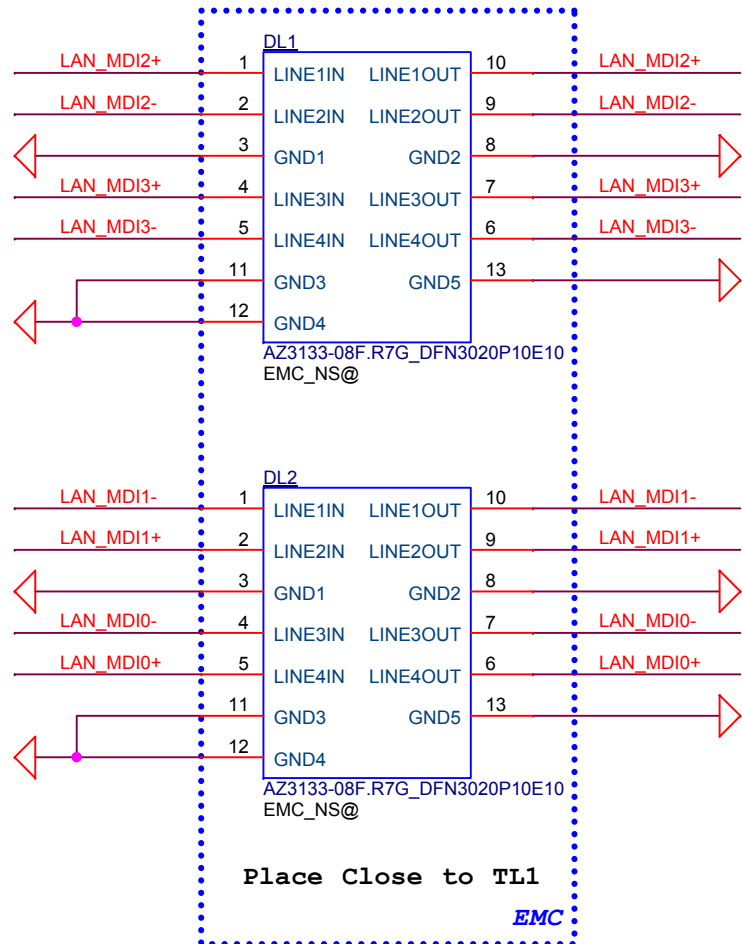 DL1
LAN_MDI2+ 1 LINE1IN LINE1OUT 10 LAN_MDI2+
LAN_MDI2- 2 LINE2IN LINE2OUT 9 LAN_MDI2-
3 GND1 GND2 8
LAN_MDI3+ 4 LINE3IN LINE3OUT 7 LAN_MDI3+
LAN_MDI3- 5 LINE4IN LINE4OUT 6 LAN_MDI3-
11 GND3 GND5 13
12 GND4
AZ3133-08F.R7G_DFN3020P10E10
EMC_NS@
DL2
LAN_MDI1- 1 LINE1IN LINE1OUT 10 LAN_MDI1-
LAN_MDI1+ 2 LINE2IN LINE2OUT 9 LAN_MDI1+
3 GND1 GND2 8
LAN_MDI0- 4 LINE3IN LINE3OUT 7 LAN_MDI0-
LAN_MDI0+ 5 LINE4IN LINE4OUT 6 LAN_MDI0+
11 GND3 GND5 13
12 GND4
AZ3133-08F.R7G_DFN3020P10E10
EMC_NS@
Place Close to TL1
EMC